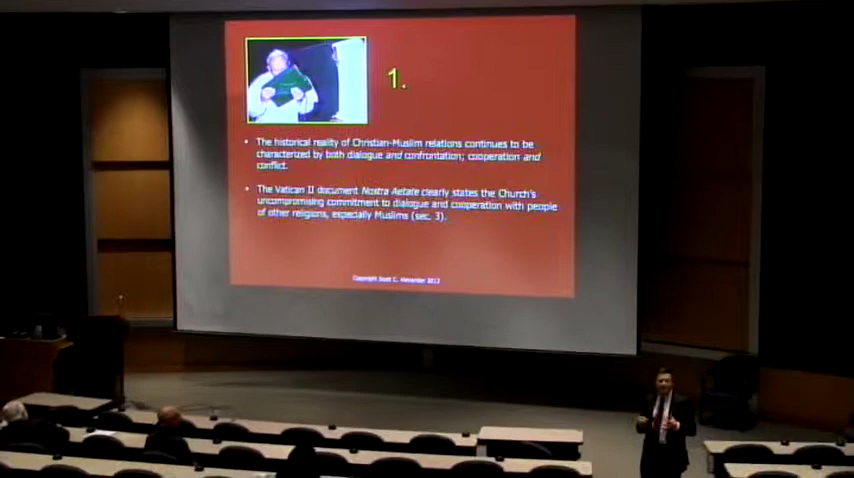 1.
• The historical reality of Christian-Muslim relations continues to be
characterized by both dialogue and confrontation; cooperation and
conflict.
• The Vatican II document Nostra Aetate clearly states the Church's
uncompromising commitment to dialogue and cooperation with people
of other religions, especially Muslims (sec. 3).
Copyright Scott C. Alexander 2013